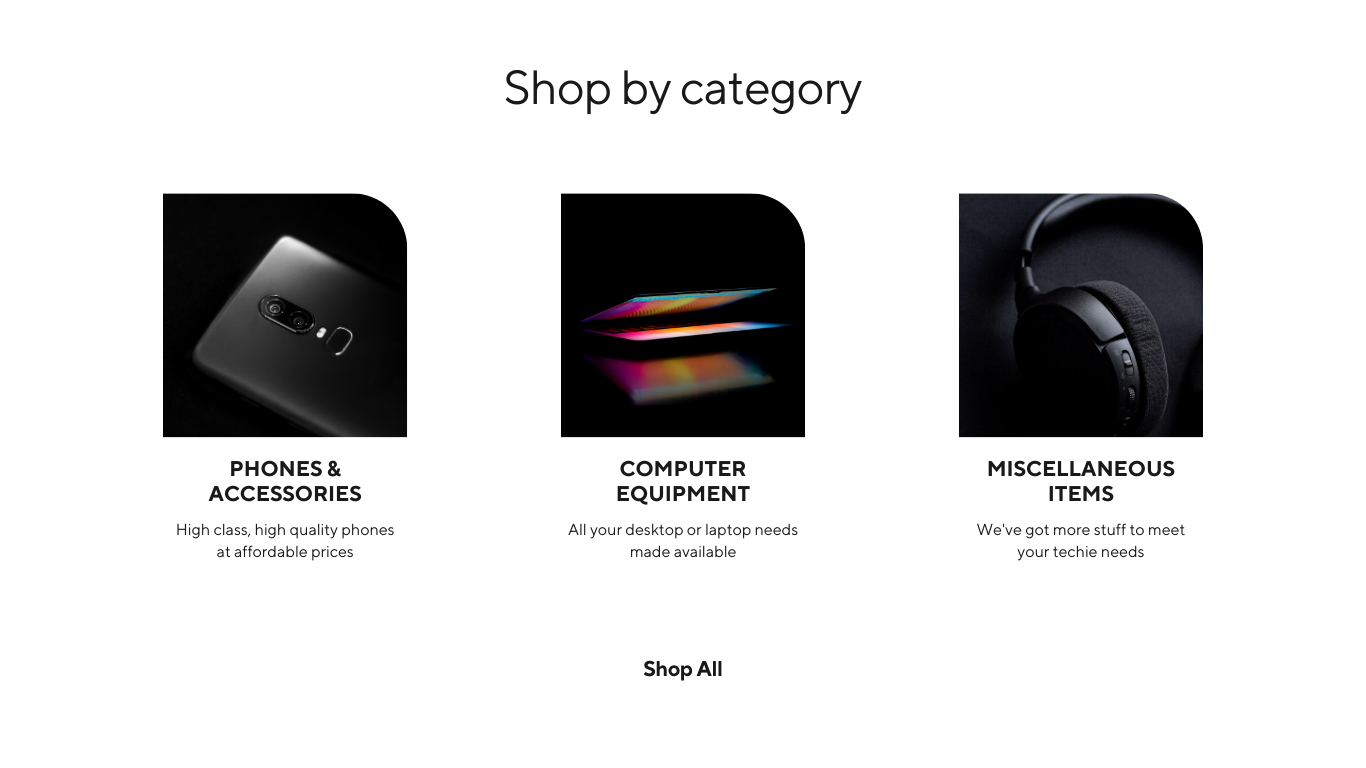 Shop by category
PHONES &
ACCESSORIES
High class, high quality phones
at affordable prices
COMPUTER
EQUIPMENT
All your desktop or laptop needs
made available
MISCELLANEOUS
ITEMS
We've got more stuff to meet
your techie needs
Shop All